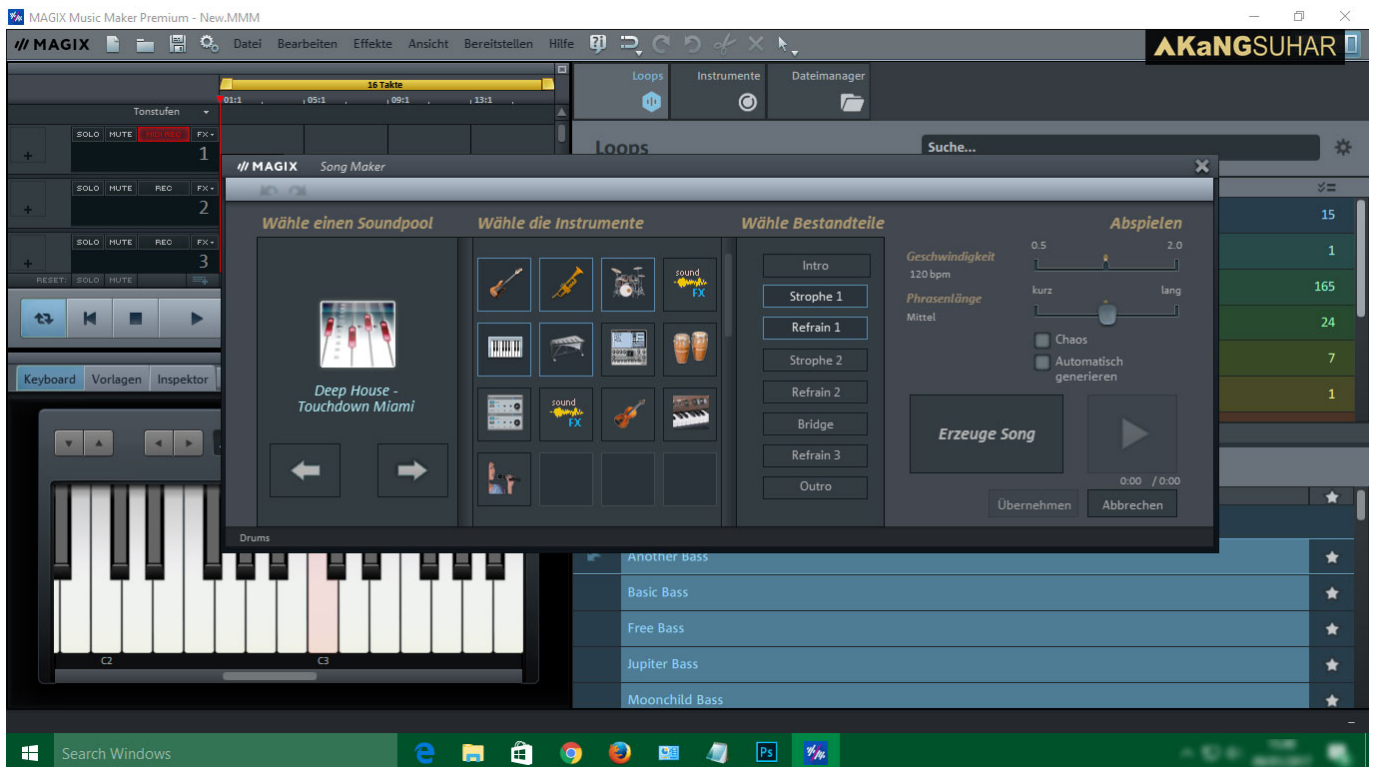 MAGIX Music Maker Premium - New.MMM
MAGIX Datei Bearbeiten Effekte Ansicht Bereitstellen Hilfe
AKaNGSUHAR
16 Takte
01:1 05:1 09:1 13:1
Tonstufen
SOLO MUTE MIDI REC FX
1
SOLO MUTE REC FX
2
SOLO MUTE REC FX
3
RESET: SOLO MUTE
Loops Instrumente Dateimanager
Loops
Suche...
15
1
165
24
7
1
MAGIX Song Maker
Wähle einen Soundpool
Wähle die Instrumente
Wähle Bestandteile
Abspielen
Deep House -
Touchdown Miami
sound
FX
sound
FX
Intro
Strophe 1
Refrain 1
Strophe 2
Refrain 2
Bridge
Refrain 3
Outro
0.5 2.0
Geschwindigkeit
120 bpm
kurz lang
Phrasenlänge
Mittel
Chaos
Automatisch
generieren
Erzeuge Song
0:00 / 0:00
Übernehmen Abbrechen
Drums
Keyboard Vorlagen Inspektor
C2 C3
Another Bass
Basic Bass
Free Bass
Jupiter Bass
Moonchild Bass
Search Windows
Ps